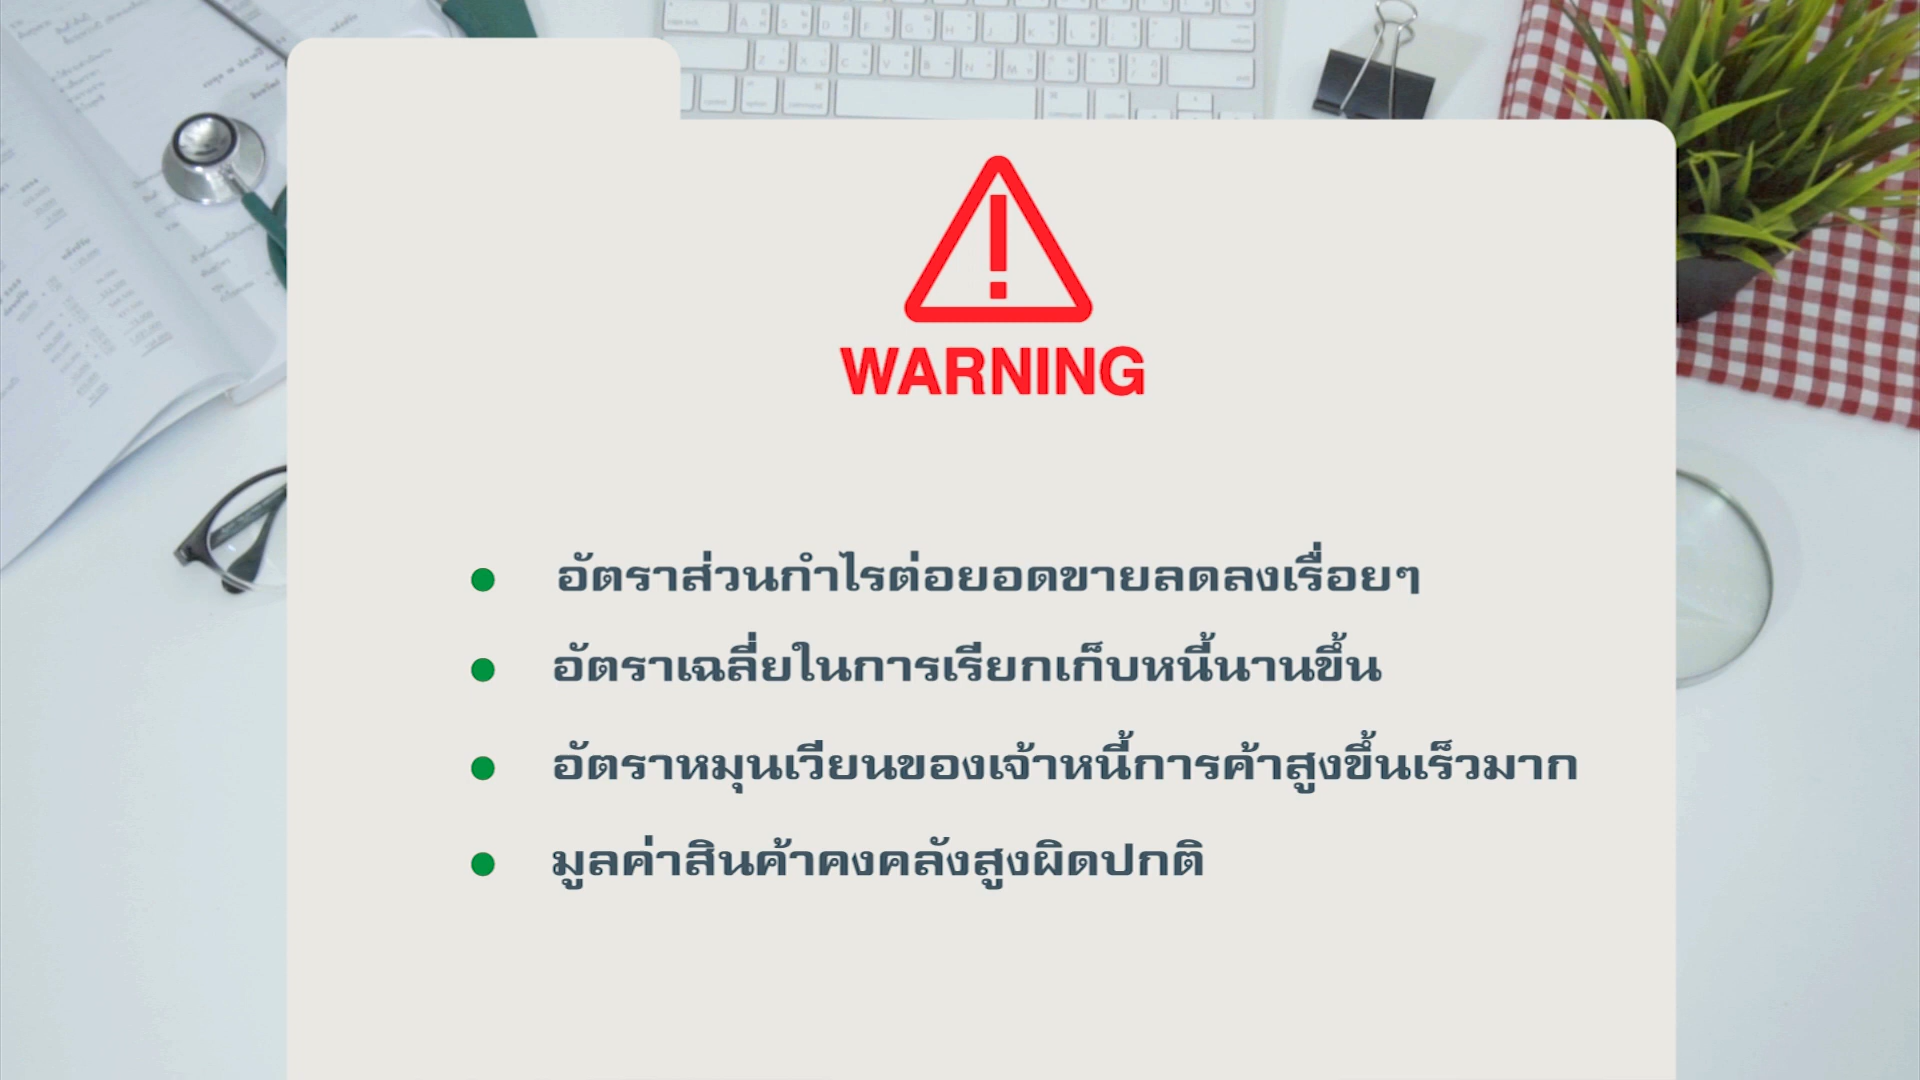 WARNING
อัตราส่วนกำไรต่อยอดขายลดลงเรื่อยๆ
อัตราเฉลี่ยในการเรียกเก็บหนี้นานขึ้น
อัตราหมุนเวียนของเจ้าหนี้การค้าสูงขึ้นเร็วมาก
มูลค่าสินค้าคงคลังสูงผิดปกติ